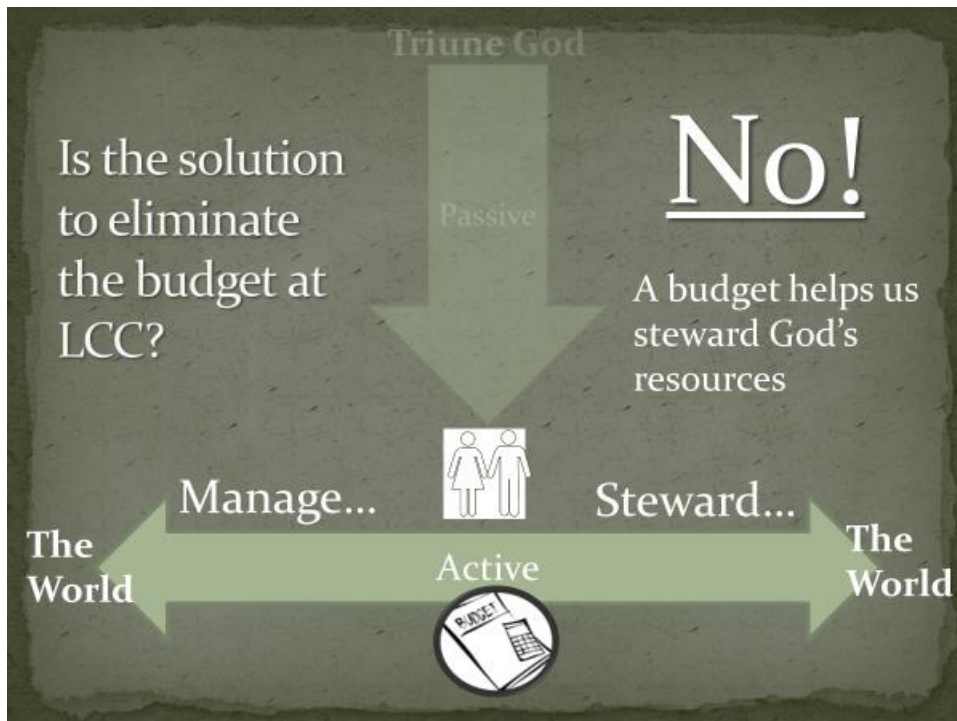 Triune God
Is the solution
to eliminate
the budget at
LCC?
Passive
No!
A budget helps us
steward God’s
resources
Manage...
Steward...
The
World
Active
The
World
BUDGET